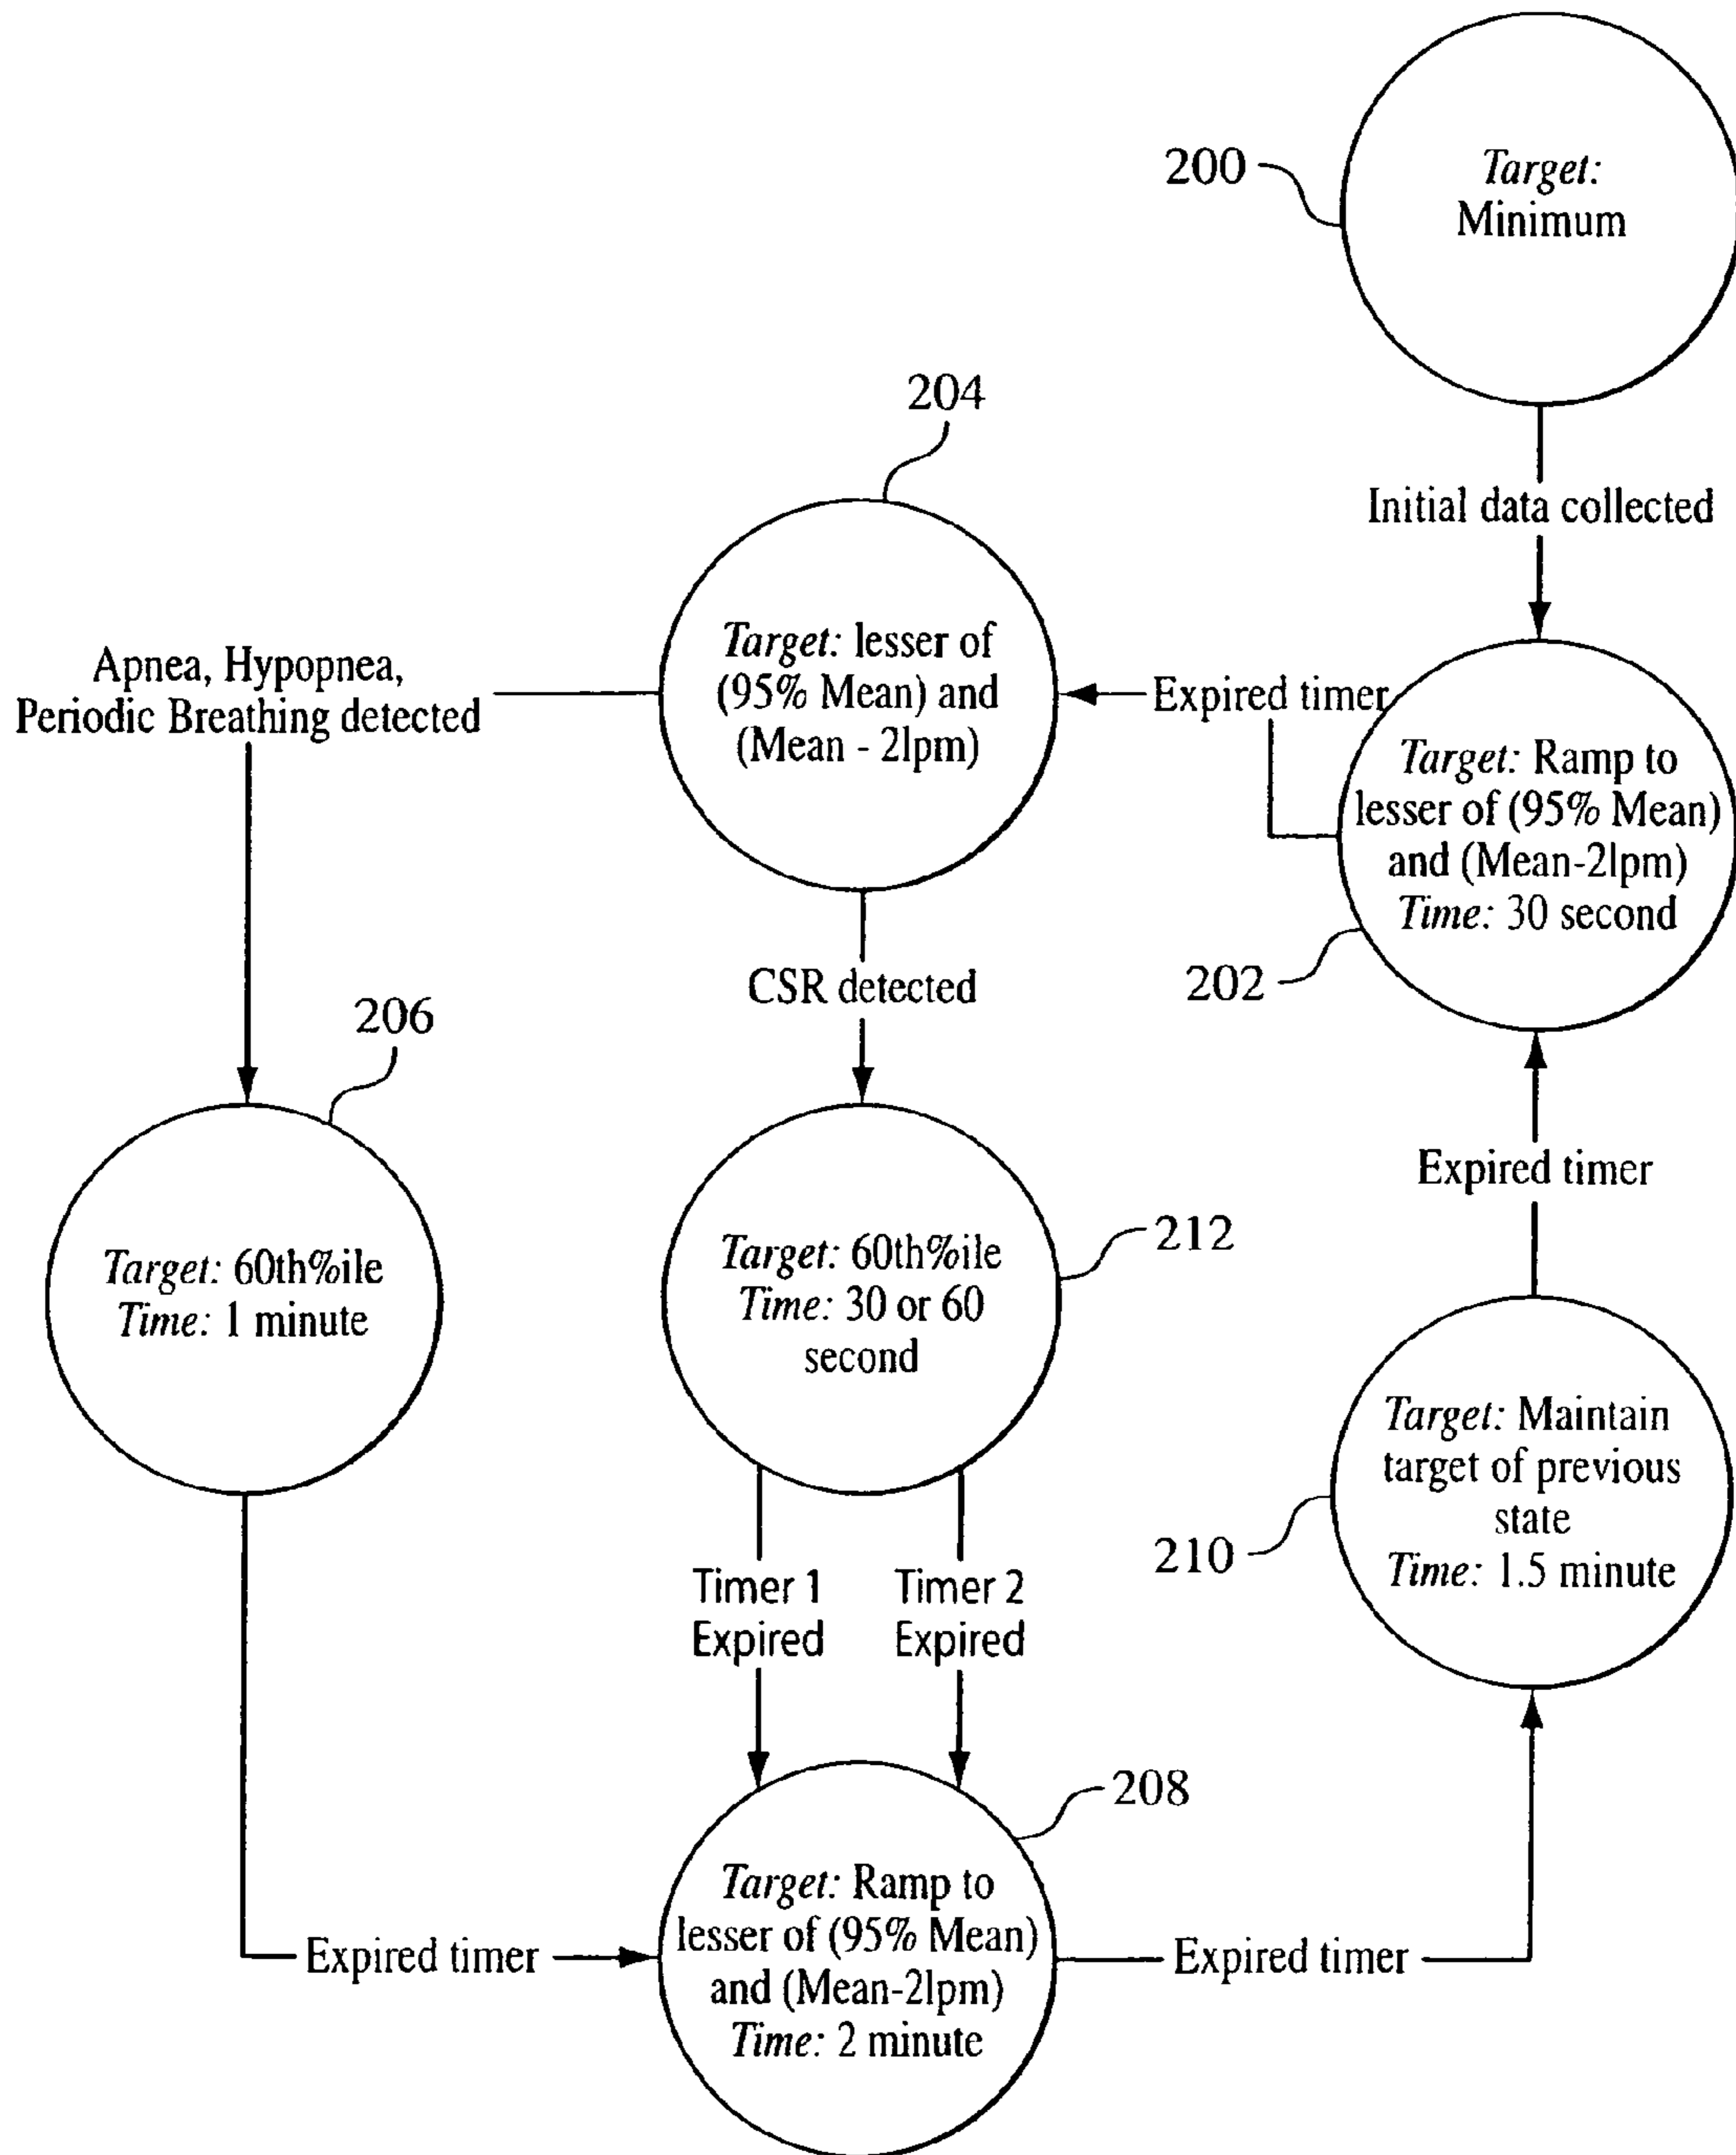 200
Target:
Minimum
Initial data collected
204
Target: lesser of
(95% Mean) and
(Mean - 2lpm)
Expired timer
Target: Ramp to
lesser of (95% Mean)
and (Mean-2lpm)
Time: 30 second
202
Apnea, Hypopnea,
Periodic Breathing detected
CSR detected
206
Target: 60th%ile
Time: 1 minute
212
Target: 60th%ile
Time: 30 or 60
second
Expired timer
Target: Maintain
target of previous
state
Time: 1.5 minute
210
Timer 1
Expired
Timer 2
Expired
208
Target: Ramp to
lesser of (95% Mean)
and (Mean-2lpm)
Time: 2 minute
Expired timer
Expired timer